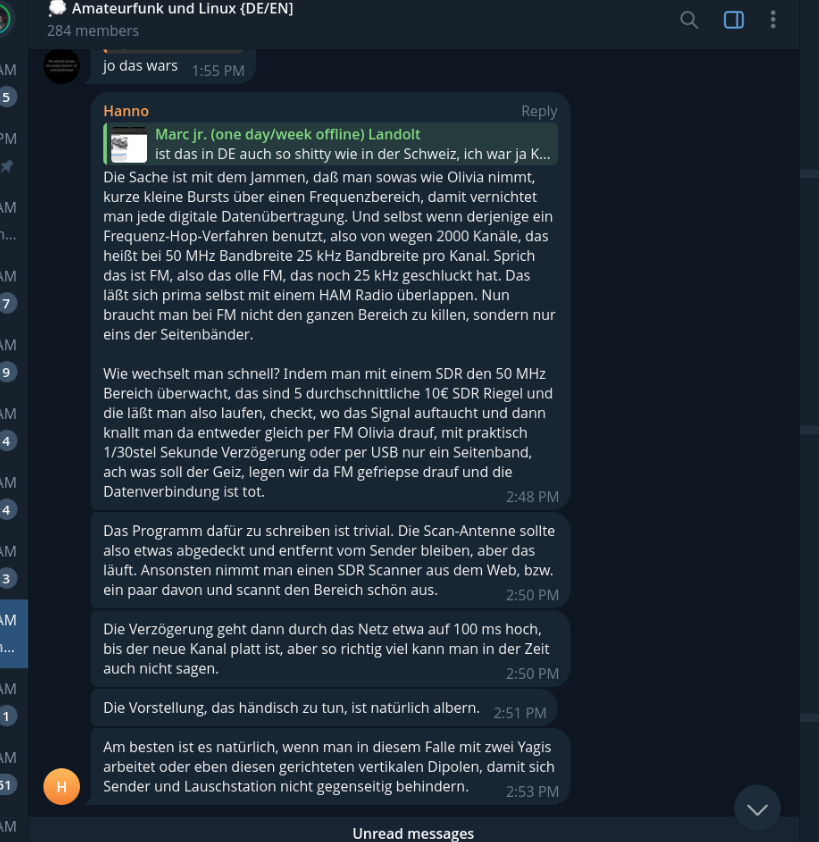 Amateurfunk und Linux {DE/EN]
284 members
AM
5
PM
AM
n...
AM
7
AM
9
AM
4
AM
4
AM
3
AM
n...
AM
1
AM
51
AM
jo das wars 1:55 PM
Hanno Reply
Marc jr. (one day/week offline) Landolt
ist das in DE auch so shitty wie in der Schweiz, ich war ja K...
Die Sache ist mit dem Jammen, daß man sowas wie Olivia nimmt,
kurze kleine Bursts über einen Frequenzbereich, damit vernichtet
man jede digitale Datenübertragung. Und selbst wenn derjenige ein
Frequenz-Hop-Verfahren benutzt, also von wegen 2000 Kanäle, das
heißt bei 50 MHz Bandbreite 25 kHz Bandbreite pro Kanal. Sprich
das ist FM, also das olle FM, das noch 25 kHz geschluckt hat. Das
läßt sich prima selbst mit einem HAM Radio überlappen. Nun
braucht man bei FM nicht den ganzen Bereich zu killen, sondern nur
eins der Seitenbänder.
Wie wechselt man schnell? Indem man mit einem SDR den 50 MHz
Bereich überwacht, das sind 5 durchschnittliche 10€ SDR Riegel und
die läßt man also laufen, checkt, wo das Signal auftaucht und dann
knallt man da entweder gleich per FM Olivia drauf, mit praktisch
1/30stel Sekunde Verzögerung oder per USB nur ein Seitenband,
ach was soll der Geiz, legen wir da FM gefriepse drauf und die
Datenverbindung ist tot. 2:48 PM
Das Programm dafür zu schreiben ist trivial. Die Scan-Antenne sollte
also etwas abgedeckt und entfernt vom Sender bleiben, aber das
läuft. Ansonsten nimmt man einen SDR Scanner aus dem Web, bzw.
ein paar davon und scannt den Bereich schön aus. 2:50 PM
Die Verzögerung geht dann durch das Netz etwa auf 100 ms hoch,
bis der neue Kanal platt ist, aber so richtig viel kann man in der Zeit
auch nicht sagen. 2:50 PM
Die Vorstellung, das händisch zu tun, ist natürlich albern. 2:51 PM
Am besten ist es natürlich, wenn man in diesem Falle mit zwei Yagis
arbeitet oder eben diesen gerichteten vertikalen Dipolen, damit sich
Sender und Lauschstation nicht gegenseitig behindern. 2:53 PM
H
Unread messages